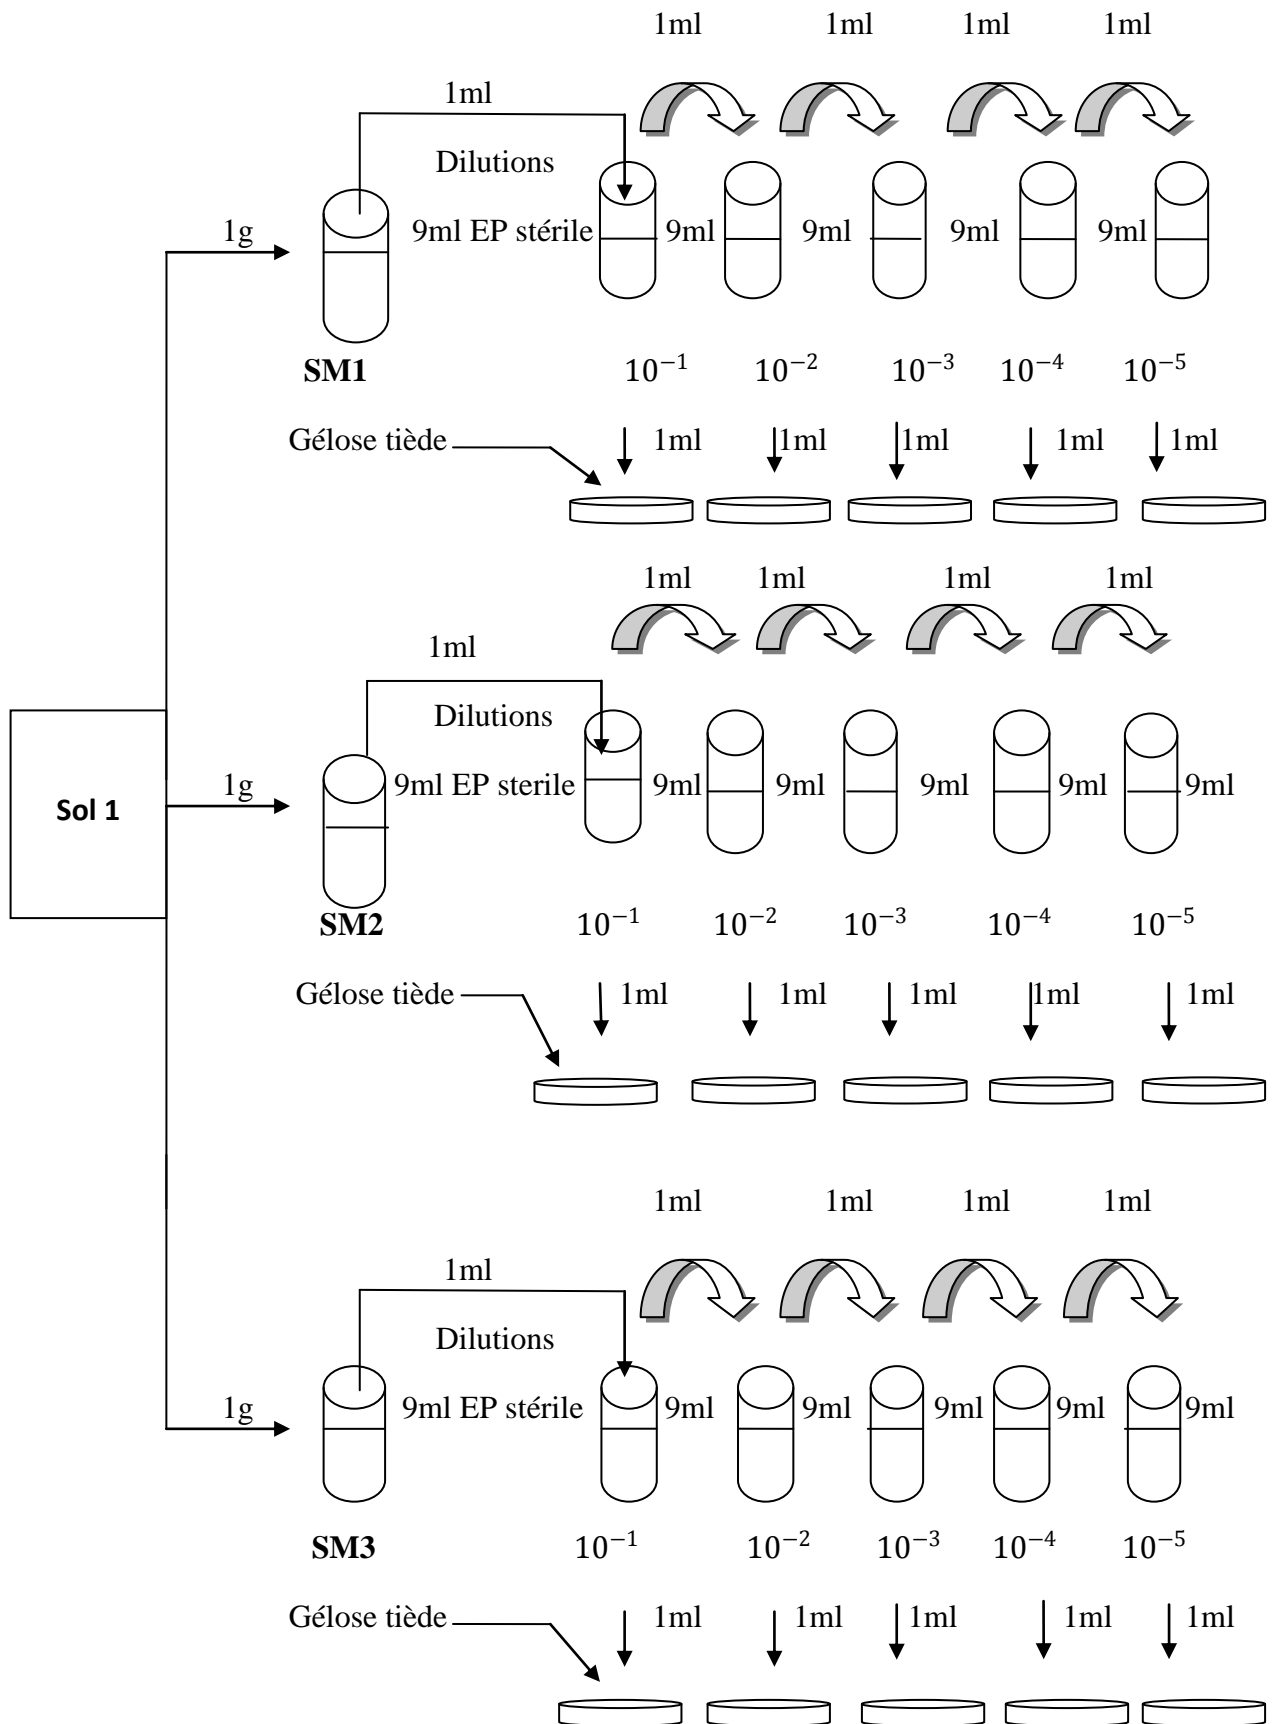 1ml 1ml 1ml 1ml
1ml
Dilutions
1g 9ml EP stérile 9ml 9ml 9ml 9ml
SM1 10⁻¹ 10⁻² 10⁻³ 10⁻⁴ 10⁻⁵
Gélose tiède 1ml 1ml 1ml 1ml 1ml
1ml 1ml 1ml 1ml
1ml
Dilutions
1g 9ml EP sterile 9ml 9ml 9ml 9ml 9ml
Sol 1
SM2 10⁻¹ 10⁻² 10⁻³ 10⁻⁴ 10⁻⁵
Gélose tiède 1ml 1ml 1ml 1ml 1ml
1ml 1ml 1ml 1ml
1ml
Dilutions
1g 9ml EP stérile 9ml 9ml 9ml 9ml 9ml
SM3 10⁻¹ 10⁻² 10⁻³ 10⁻⁴ 10⁻⁵
Gélose tiède 1ml 1ml 1ml 1ml 1ml